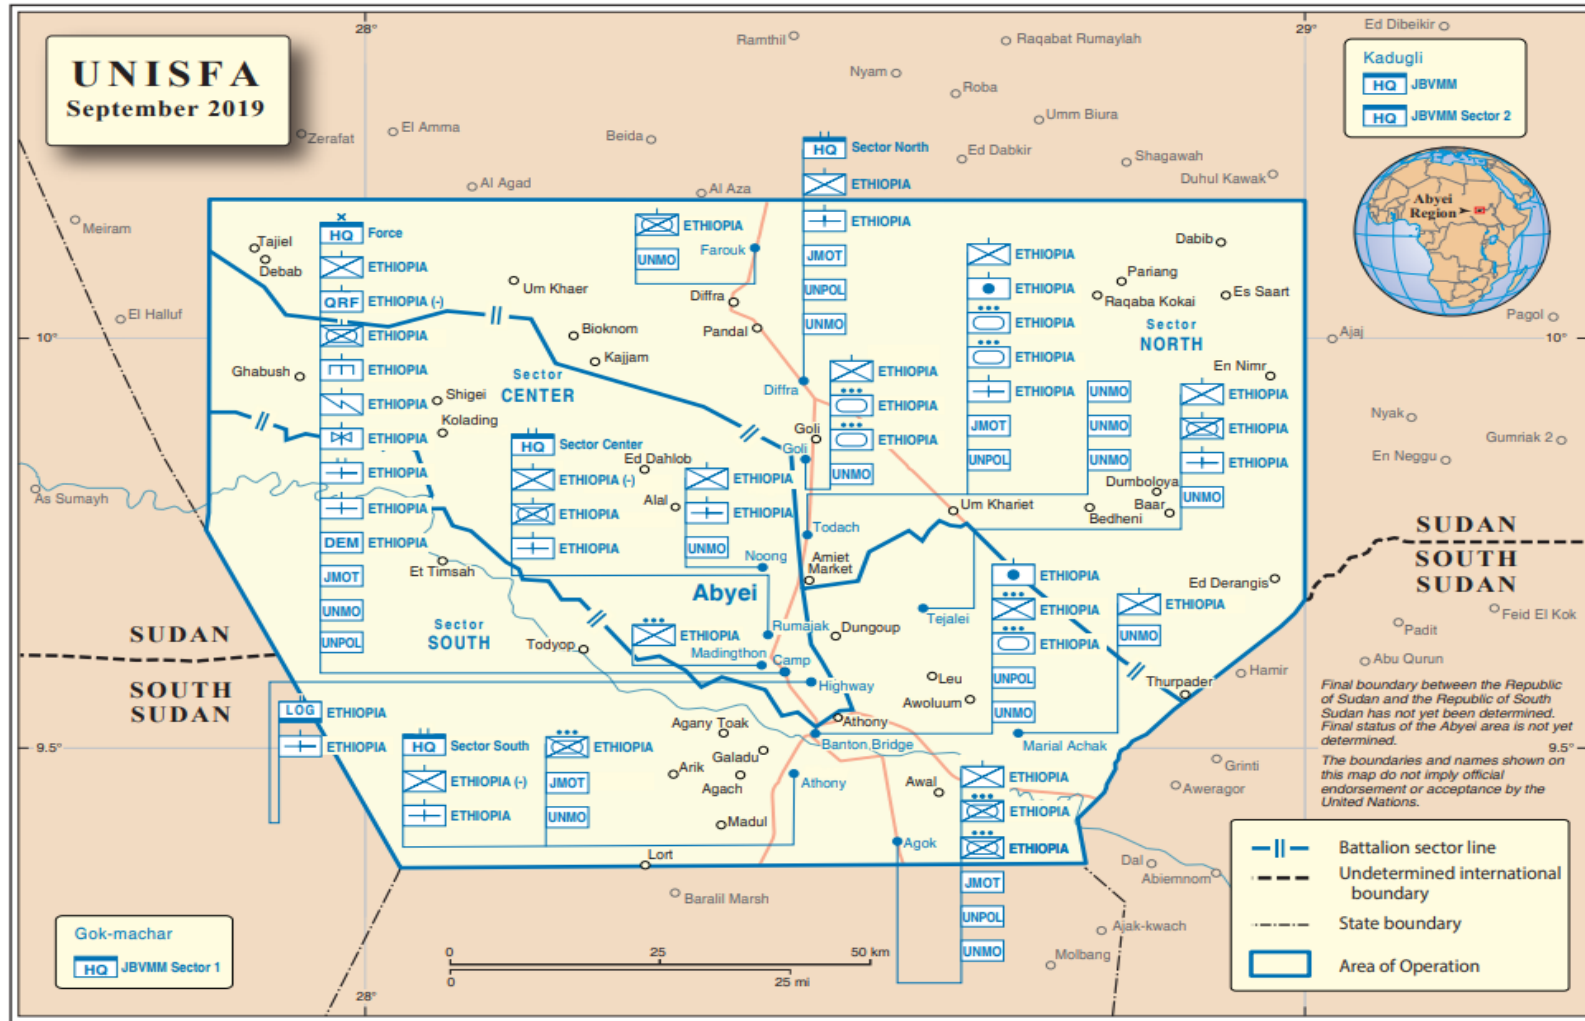 UNISFA
September 2019
28°
29°
Ed Dibeikir
Ramthil
Raqabat Rumaylah
Nyam
Roba
Umm Biura
Zerafat
El Amma
Beida
Ed Dabkir
Shagawah
Duhul Kawak
Al Agad
Al Aza
Meiram
El Halluf
As Sumayh
Kadugli
HQ JBVMM
HQ JBVMM Sector 2
Abyei
Region
HQ Sector North
ETHIOPIA
ETHIOPIA
JMOT
UNPOL
UNMO
Diffra
HQ Force
ETHIOPIA
QRF ETHIOPIA (-)
ETHIOPIA
ETHIOPIA
ETHIOPIA
ETHIOPIA
ETHIOPIA
ETHIOPIA
DEM ETHIOPIA
JMOT
UNMO
UNPOL
Camp
ETHIOPIA
UNMO
Farouk
Tajiel
Debab
Um Khaer
Diffra
Pandal
Bioknom
Kajjam
Ghabush
Shigei
Kolading
Sector
CENTER
ETHIOPIA
ETHIOPIA
ETHIOPIA
ETHIOPIA
ETHIOPIA
JMOT
UNPOL
UNMO
UNMO
UNMO
Todach
Dabib
Pariang
Raqaba Kokai
Es Saart
Sector
NORTH
En Nimr
10°
10°
Ajaj
Pagol
Nyak
Gumriak 2
En Neggu
ETHIOPIA
ETHIOPIA
ETHIOPIA
UNMO
Goli
Goli
ETHIOPIA
ETHIOPIA
ETHIOPIA
UNMO
Tejalei
Dumboloya
Baar
Bedheni
Um Khariet
HQ Sector Center
ETHIOPIA (-)
ETHIOPIA
ETHIOPIA
Rumajak
Ed Dahlob
Alal
ETHIOPIA
ETHIOPIA
UNMO
Noong
Amiet
Market
Abyei
Et Timsah
Sector
SOUTH
Todyop
ETHIOPIA
Madingthon
Dungoup
Highway
Leu
Awoluum
Athony
Banton Bridge
ETHIOPIA
ETHIOPIA
ETHIOPIA
UNPOL
UNMO
ETHIOPIA
UNMO
Marial Achak
Ed Derangis
Thurpader
SUDAN
SOUTH
SUDAN
SUDAN
SOUTH
SUDAN
Feid El Kok
Padit
Abu Qurun
Hamir
Grinti
Aweragor
9.5°
9.5°
LOG ETHIOPIA
ETHIOPIA
HQ Sector South
ETHIOPIA (-)
ETHIOPIA
ETHIOPIA
JMOT
UNMO
Athony
Agany Toak
Galadu
Arik
Agach
Madul
Lort
Awal
Agok
ETHIOPIA
ETHIOPIA
ETHIOPIA
JMOT
UNPOL
UNMO
Baralil Marsh
Dal
Abiemnom
Ajak-kwach
Molbang
Final boundary between the Republic
of Sudan and the Republic of South
Sudan has not yet been determined.
Final status of the Abyei area is not yet
determined.
The boundaries and names shown on
this map do not imply official
endorsement or acceptance by the
United Nations.
Battalion sector line
Undetermined international
boundary
State boundary
Area of Operation
Gok-machar
HQ JBVMM Sector 1
0 25 50 km
0 25 mi
28°